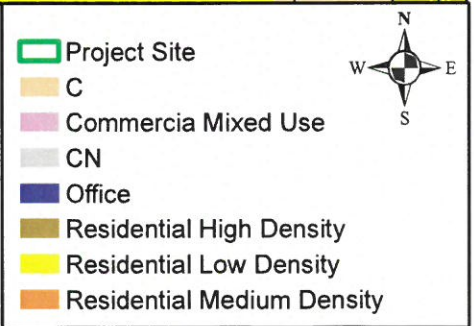 N
W E
S
Project Site
C
Commercia Mixed Use
CN
Office
Residential High Density
Residential Low Density
Residential Medium Density